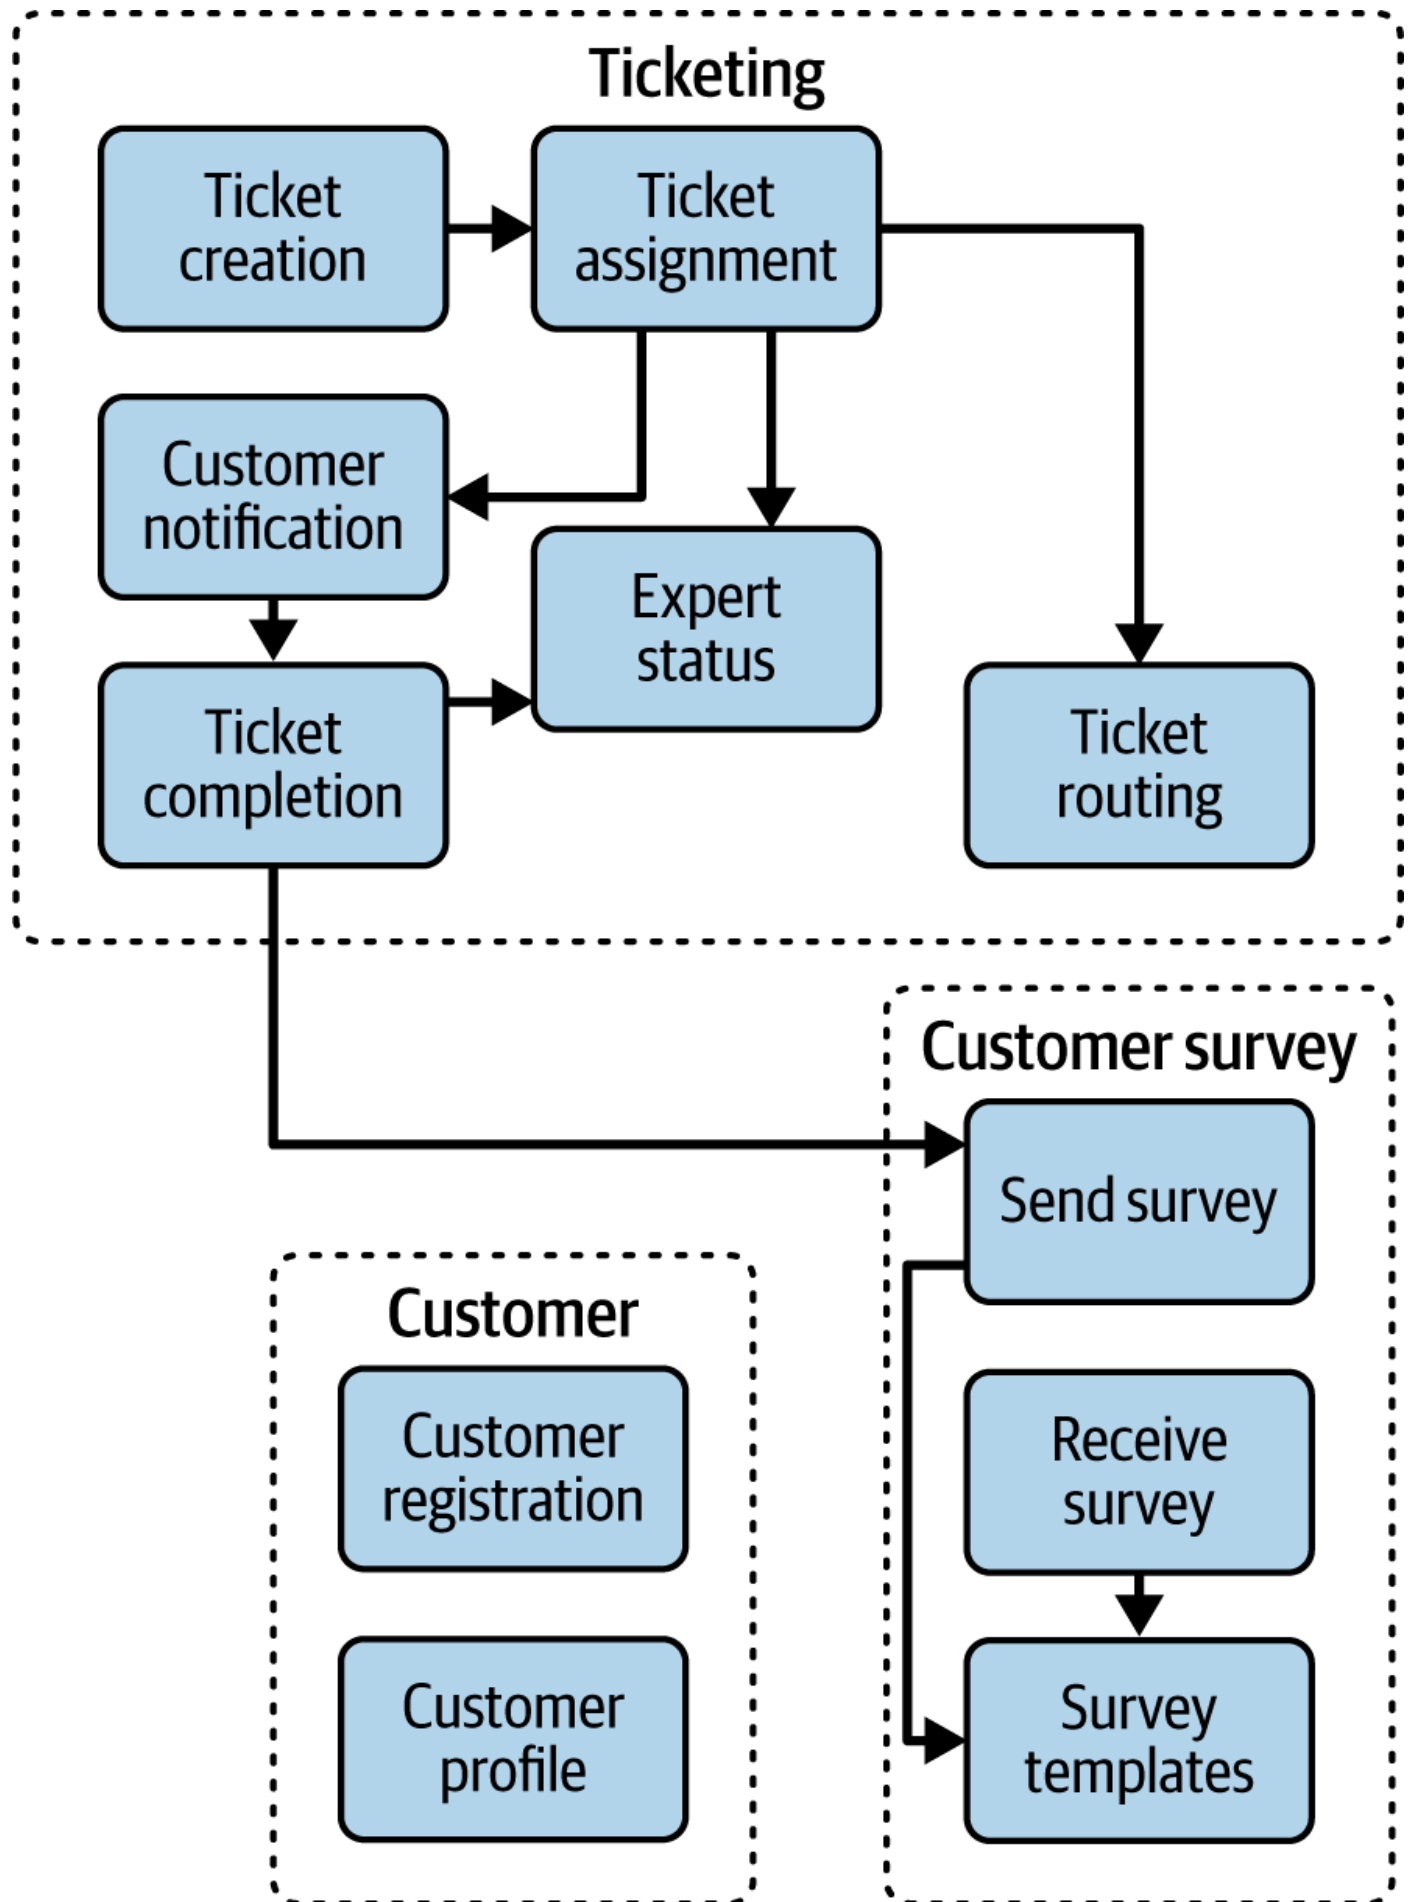 Ticketing
Ticket
creation
Ticket
assignment
Customer
notification
Expert
status
Ticket
completion
Ticket
routing
Customer survey
Send survey
Customer
Customer
registration
Receive
survey
Customer
profile
Survey
templates